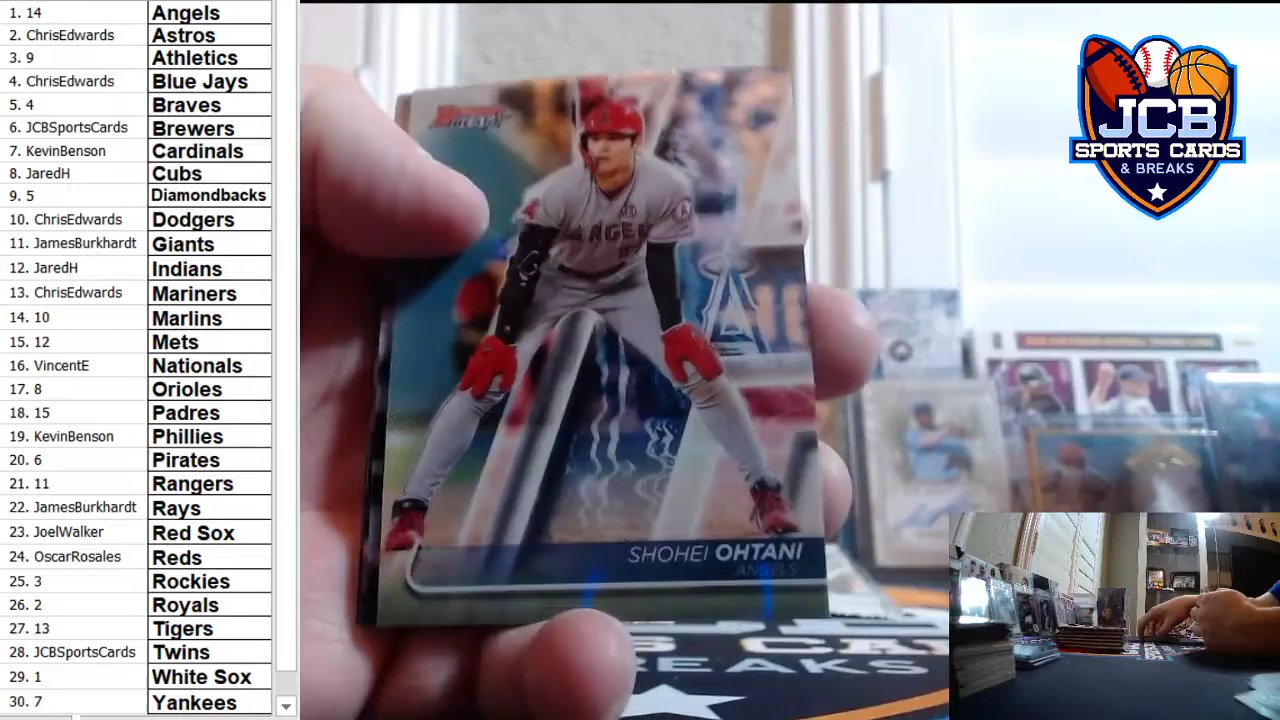 1. 14 Angels
2. ChrisEdwards Astros
3. 9 Athletics
4. ChrisEdwards Blue Jays
5. 4 Braves
6. JCBSportsCards Brewers
7. KevinBenson Cardinals
8. JaredH Cubs
9. 5 Diamondbacks
10. ChrisEdwards Dodgers
11. JamesBurkhardt Giants
12. JaredH Indians
13. ChrisEdwards Mariners
14. 10 Marlins
15. 12 Mets
16. VincentE Nationals
17. 8 Orioles
18. 15 Padres
19. KevinBenson Phillies
20. 6 Pirates
21. 11 Rangers
22. JamesBurkhardt Rays
23. JoelWalker Red Sox
24. OscarRosales Reds
25. 3 Rockies
26. 2 Royals
27. 13 Tigers
28. JCBSportsCards Twins
29. 1 White Sox
30. 7 Yankees
ANGELS
SHOHEI OHTANI
ANGELS
BREAKS
JCB
SPORTS CARDS
& BREAKS